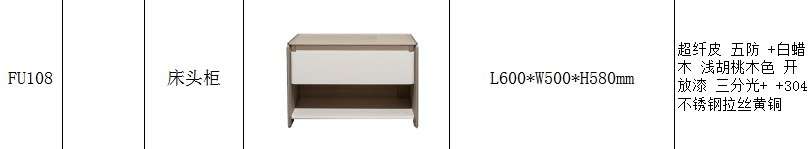 FU108
床头柜
L600*W500*H580mm
超纤皮 五防 +白蜡
木 浅胡桃木色 开
放漆 三分光+ +304
不锈钢拉丝黄铜